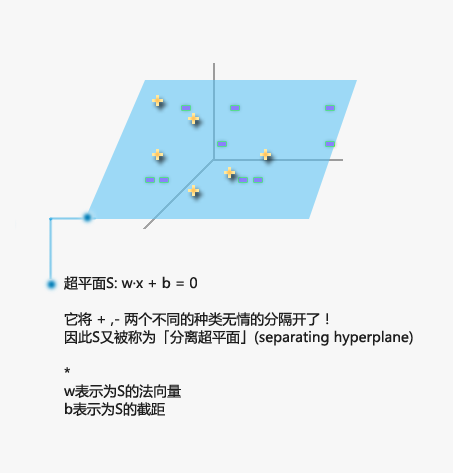 超平面S: w·x + b = 0
它将 + ,- 两个不同的种类无情的分隔开了！
因此S又被称为「分离超平面」(separating hyperplane)
*
w表示为S的法向量
b表示为S的截距